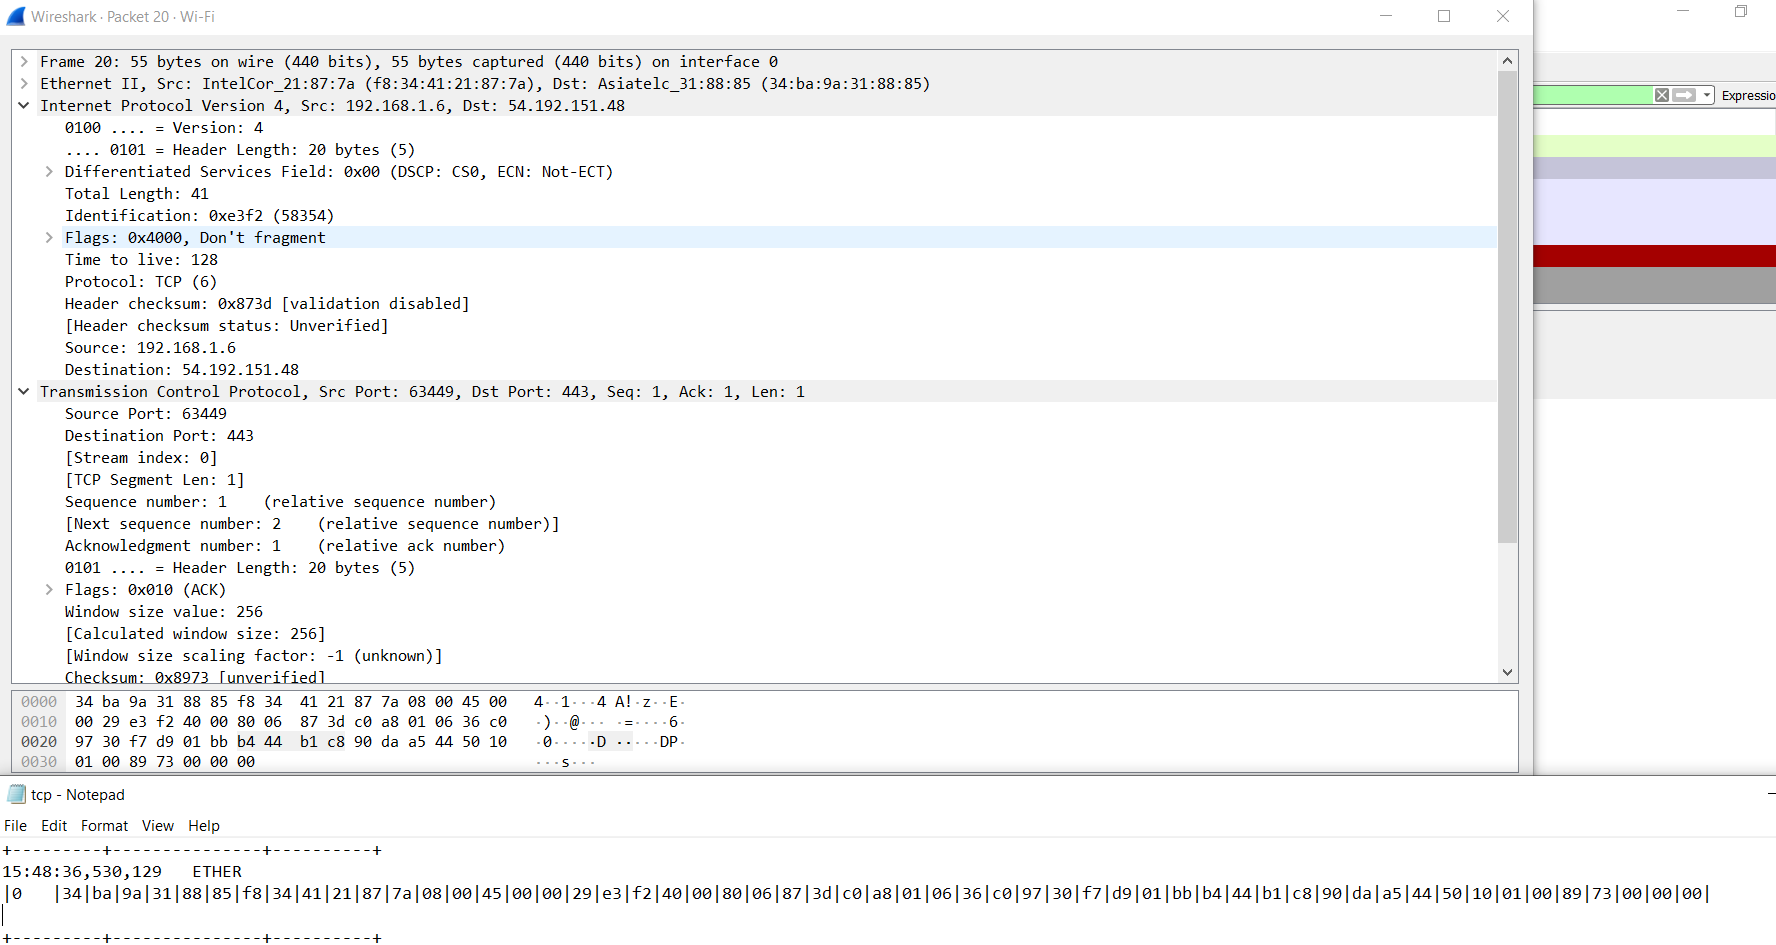 Wireshark · Packet 20 · Wi-Fi
Frame 20: 55 bytes on wire (440 bits), 55 bytes captured (440 bits) on interface 0
Ethernet II, Src: IntelCor_21:87:7a (f8:34:41:21:87:7a), Dst: Asiatelc_31:88:85 (34:ba:9a:31:88:85)
Expressio
Internet Protocol Version 4, Src: 192.168.1.6, Dst: 54.192.151.48
0100 .... = Version: 4
.... 0101 = Header Length: 20 bytes (5)
Differentiated Services Field: 0x00 (DSCP: CS0, ECN: Not-ECT)
Total Length: 41
Identification: 0xe3f2 (58354)
Flags: 0x4000, Don't fragment
Time to live: 128
Protocol: TCP (6)
Header checksum: 0x873d [validation disabled]
[Header checksum status: Unverified]
Source: 192.168.1.6
Destination: 54.192.151.48
Transmission Control Protocol, Src Port: 63449, Dst Port: 443, Seq: 1, Ack: 1, Len: 1
Source Port: 63449
Destination Port: 443
[Stream index: 0]
[TCP Segment Len: 1]
Sequence number: 1    (relative sequence number)
[Next sequence number: 2    (relative sequence number)]
Acknowledgment number: 1    (relative ack number)
0101 .... = Header Length: 20 bytes (5)
Flags: 0x010 (ACK)
Window size value: 256
[Calculated window size: 256]
[Window size scaling factor: -1 (unknown)]
Checksum: 0x8973 [unverified]
0000 34 ba 9a 31 88 85 f8 34 41 21 87 7a 08 00 45 00 4··1···4 A!·z··E·
0010 00 29 e3 f2 40 00 80 06 87 3d c0 a8 01 06 36 c0 ·)··@··· ·=····6·
0020 97 30 f7 d9 01 bb b4 44 b1 c8 90 da a5 44 50 10 ·0·····D ·····DP·
0030 01 00 89 73 00 00 00 ···s···
tcp - Notepad
File Edit Format View Help
+---------+---------------+----------+
15:48:36,530,129   ETHER
|0   |34|ba|9a|31|88|85|f8|34|41|21|87|7a|08|00|45|00|00|29|e3|f2|40|00|80|06|87|3d|c0|a8|01|06|36|c0|97|30|f7|d9|01|bb|b4|44|b1|c8|90|da|a5|44|50|10|01|00|89|73|00|00|00|
+---------+---------------+----------+